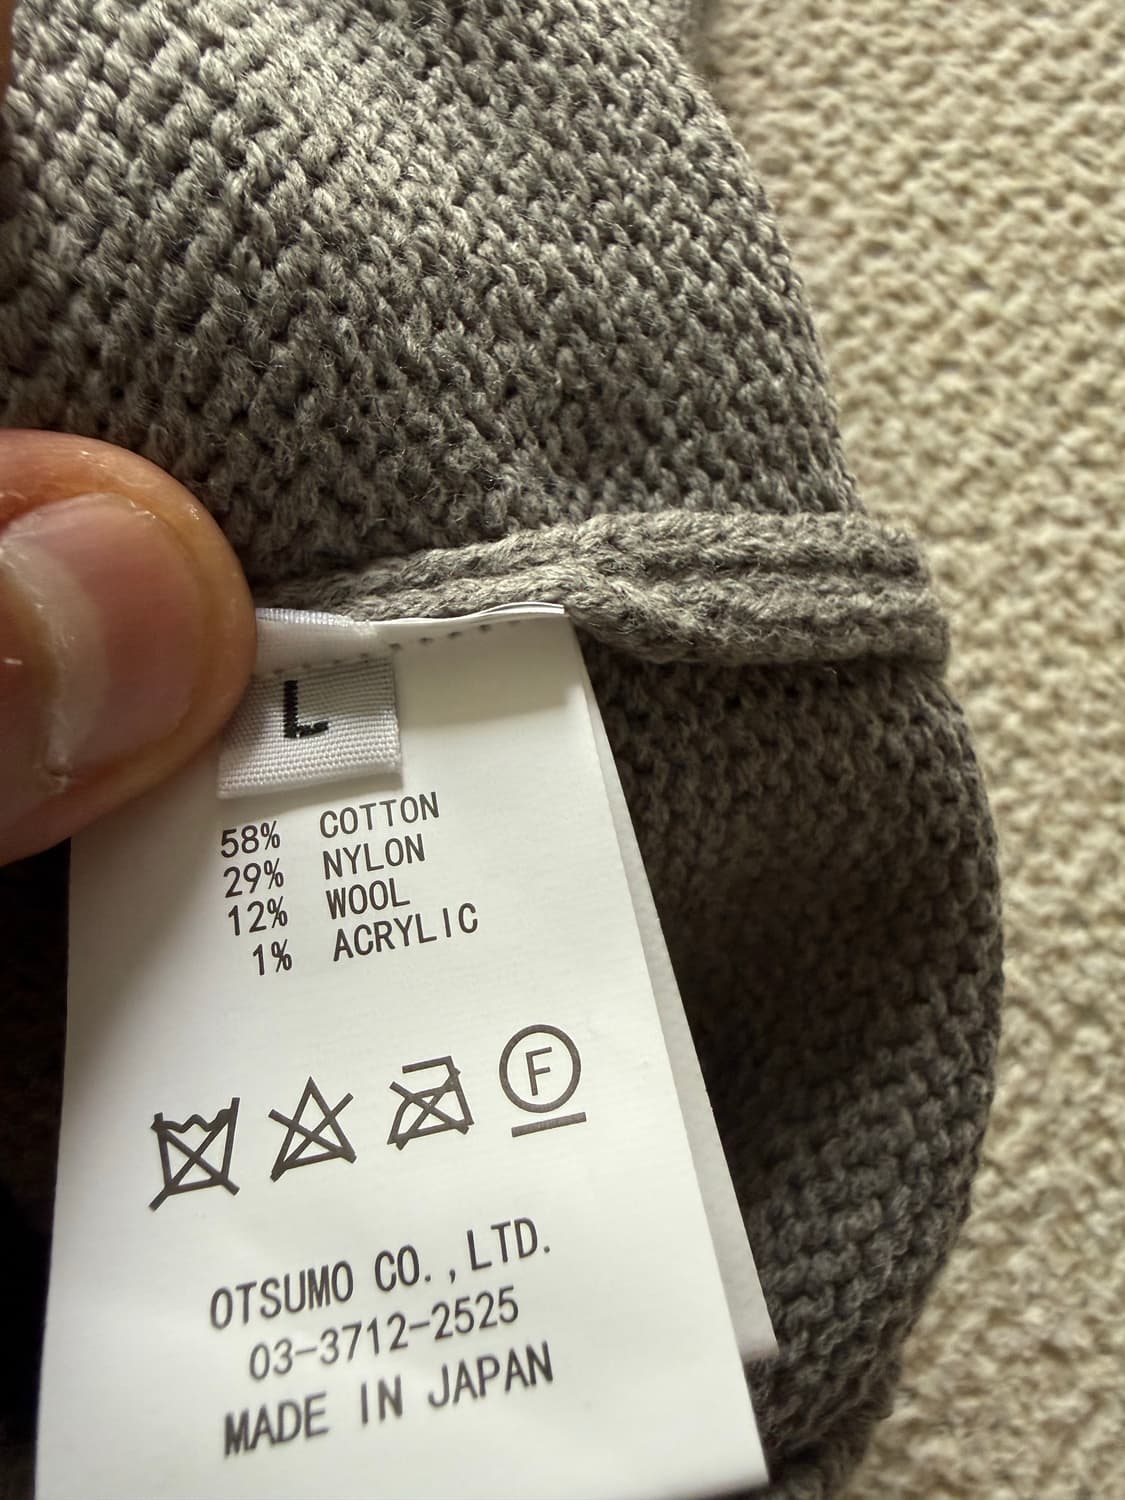 L
58% COTTON
29% NYLON
12% WOOL
1% ACRYLIC
F
OTSUMO CO.,LTD.
03-3712-2525
MADE IN JAPAN